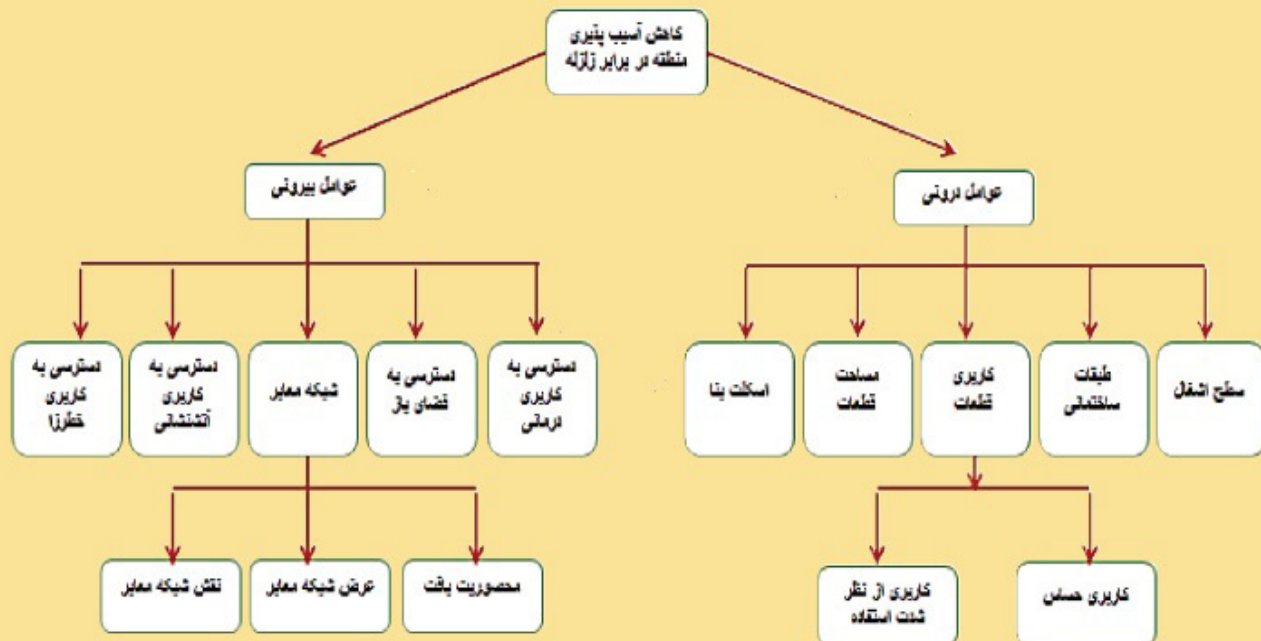 کاهش آسیب پذیری
منطقه در برابر زلزله
عوامل درونی
عوامل بیرونی
سطح اشغال
طبقات
ساختمانی
کاربری
قطعات
مساحت
قطعات
اسکلت بنا
دسترسی به
کاربری
درمانی
دسترسی به
فضای باز
شبکه معابر
دسترسی به
کاربری
آتشنشانی
دسترسی به
کاربری
خطرزا
کاربری حساس
کاربری از نظر
شدت استفاده
محصوریت بافت
عرض شبکه معابر
نقش شبکه معابر